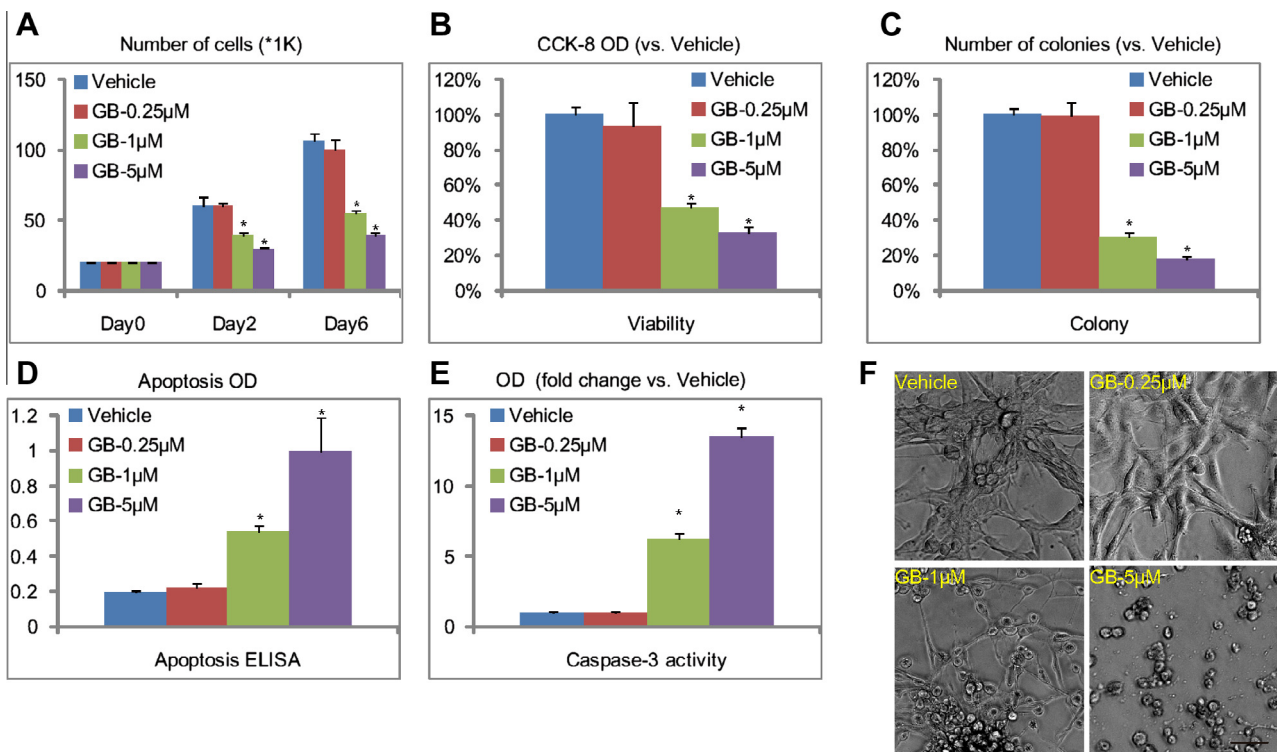 A
Number of cells (*1K)
150
100
50
0
Vehicle
GB-0.25µM
GB-1µM
GB-5µM
*
*
*
*
Day0 Day2 Day6
B
CCK-8 OD (vs. Vehicle)
120%
100%
80%
60%
40%
20%
0%
Vehicle
GB-0.25µM
GB-1µM
GB-5µM
*
*
Viability
C
Number of colonies (vs. Vehicle)
120%
100%
80%
60%
40%
20%
0%
Vehicle
GB-0.25µM
GB-1µM
GB-5µM
*
*
Colony
D
Apoptosis OD
1.2
1
0.8
0.6
0.4
0.2
0
Vehicle
GB-0.25µM
GB-1µM
GB-5µM
*
*
Apoptosis ELISA
E
OD (fold change vs. Vehicle)
15
10
5
0
Vehicle
GB-0.25µM
GB-1µM
GB-5µM
*
*
Caspase-3 activity
F
Vehicle
GB-0.25µM
GB-1µM
GB-5µM